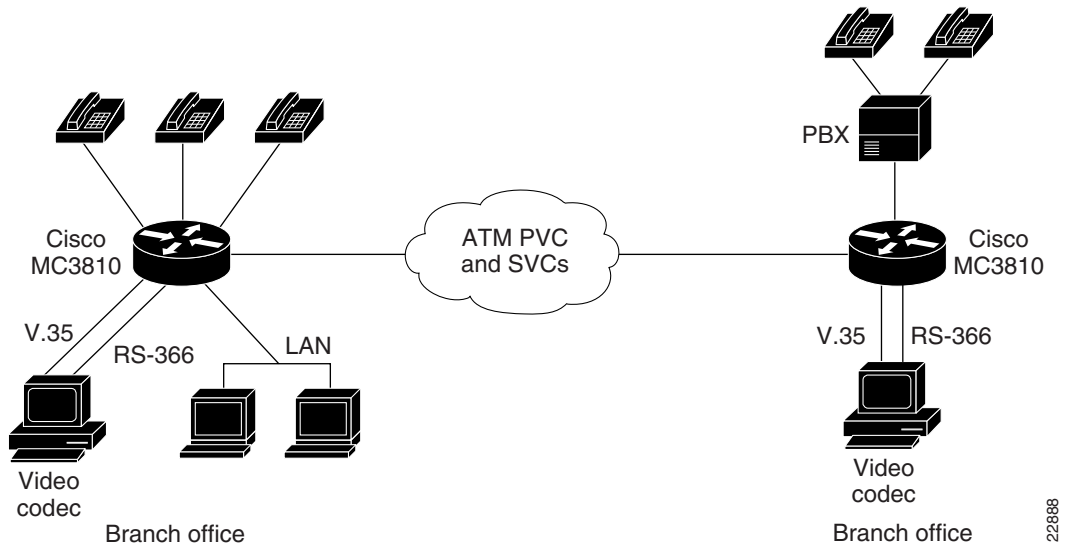 PBX
Cisco
MC3810
ATM PVC
and SVCs
Cisco
MC3810
V.35
RS-366
LAN
V.35
RS-366
Video
codec
Branch office
Video
codec
Branch office
22888